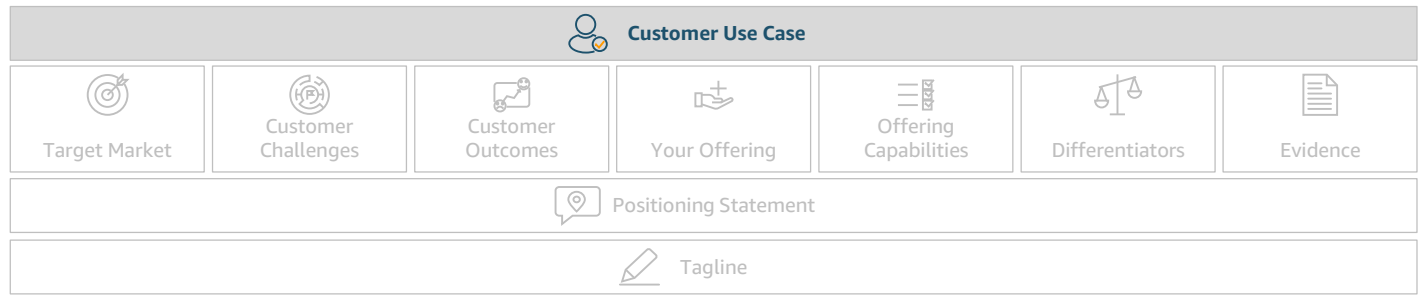 Customer Use Case
Target Market
Customer
Challenges
Customer
Outcomes
Your Offering
Offering
Capabilities
Differentiators
Evidence
Positioning Statement
Tagline